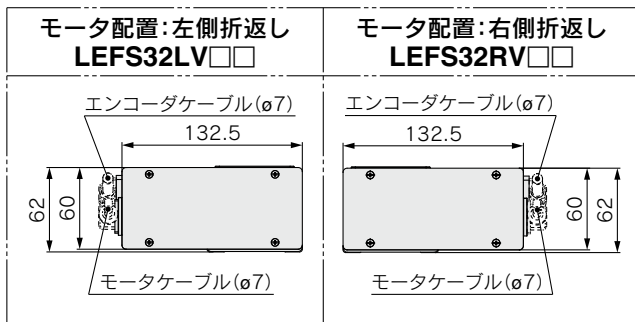 モータ配置:左側折返し
LEFS32LV□□
エンコーダケーブル(ø7)
132.5
62
60
モータケーブル(ø7)
モータ配置:右側折返し
LEFS32RV□□
エンコーダケーブル(ø7)
132.5
60
62
モータケーブル(ø7)